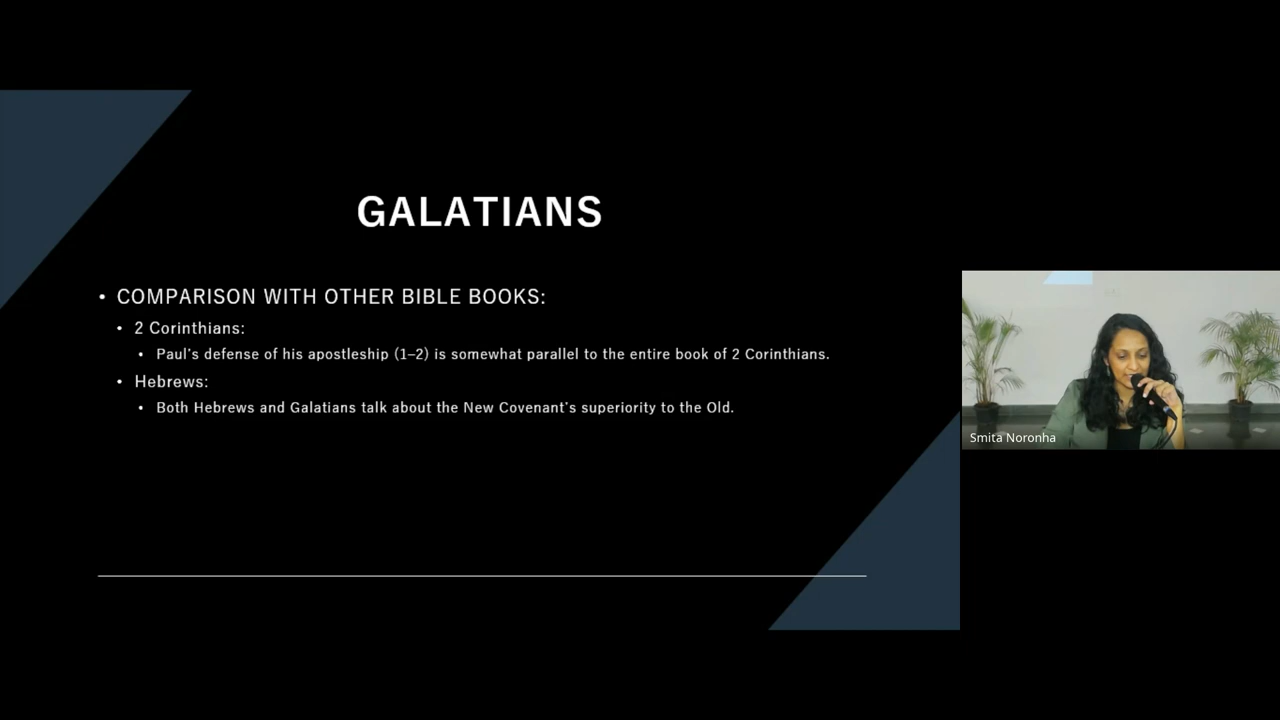 GALATIANS
• COMPARISON WITH OTHER BIBLE BOOKS:
• 2 Corinthians:
• Paul's defense of his apostleship (1–2) is somewhat parallel to the entire book of 2 Corinthians.
• Hebrews:
• Both Hebrews and Galatians talk about the New Covenant's superiority to the Old.
Smita Noronha